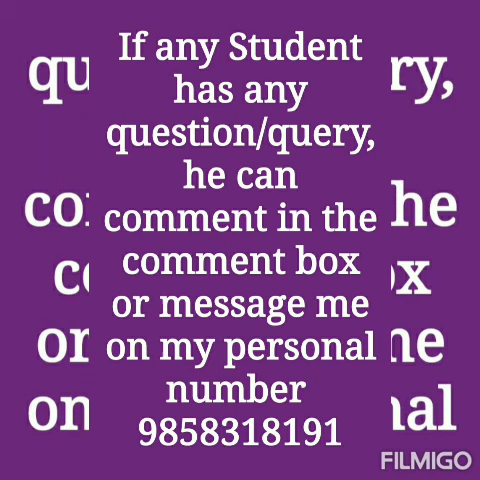 If any Student
has any
question/query,
he can
comment in the
comment box
or message me
on my personal
number
9858318191
FILMIGO